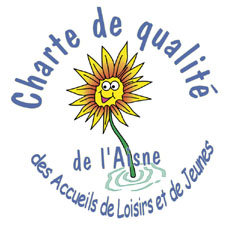 Charte de qualité
de l'Aisne
des Accueils de Loisirs et de Jeunes